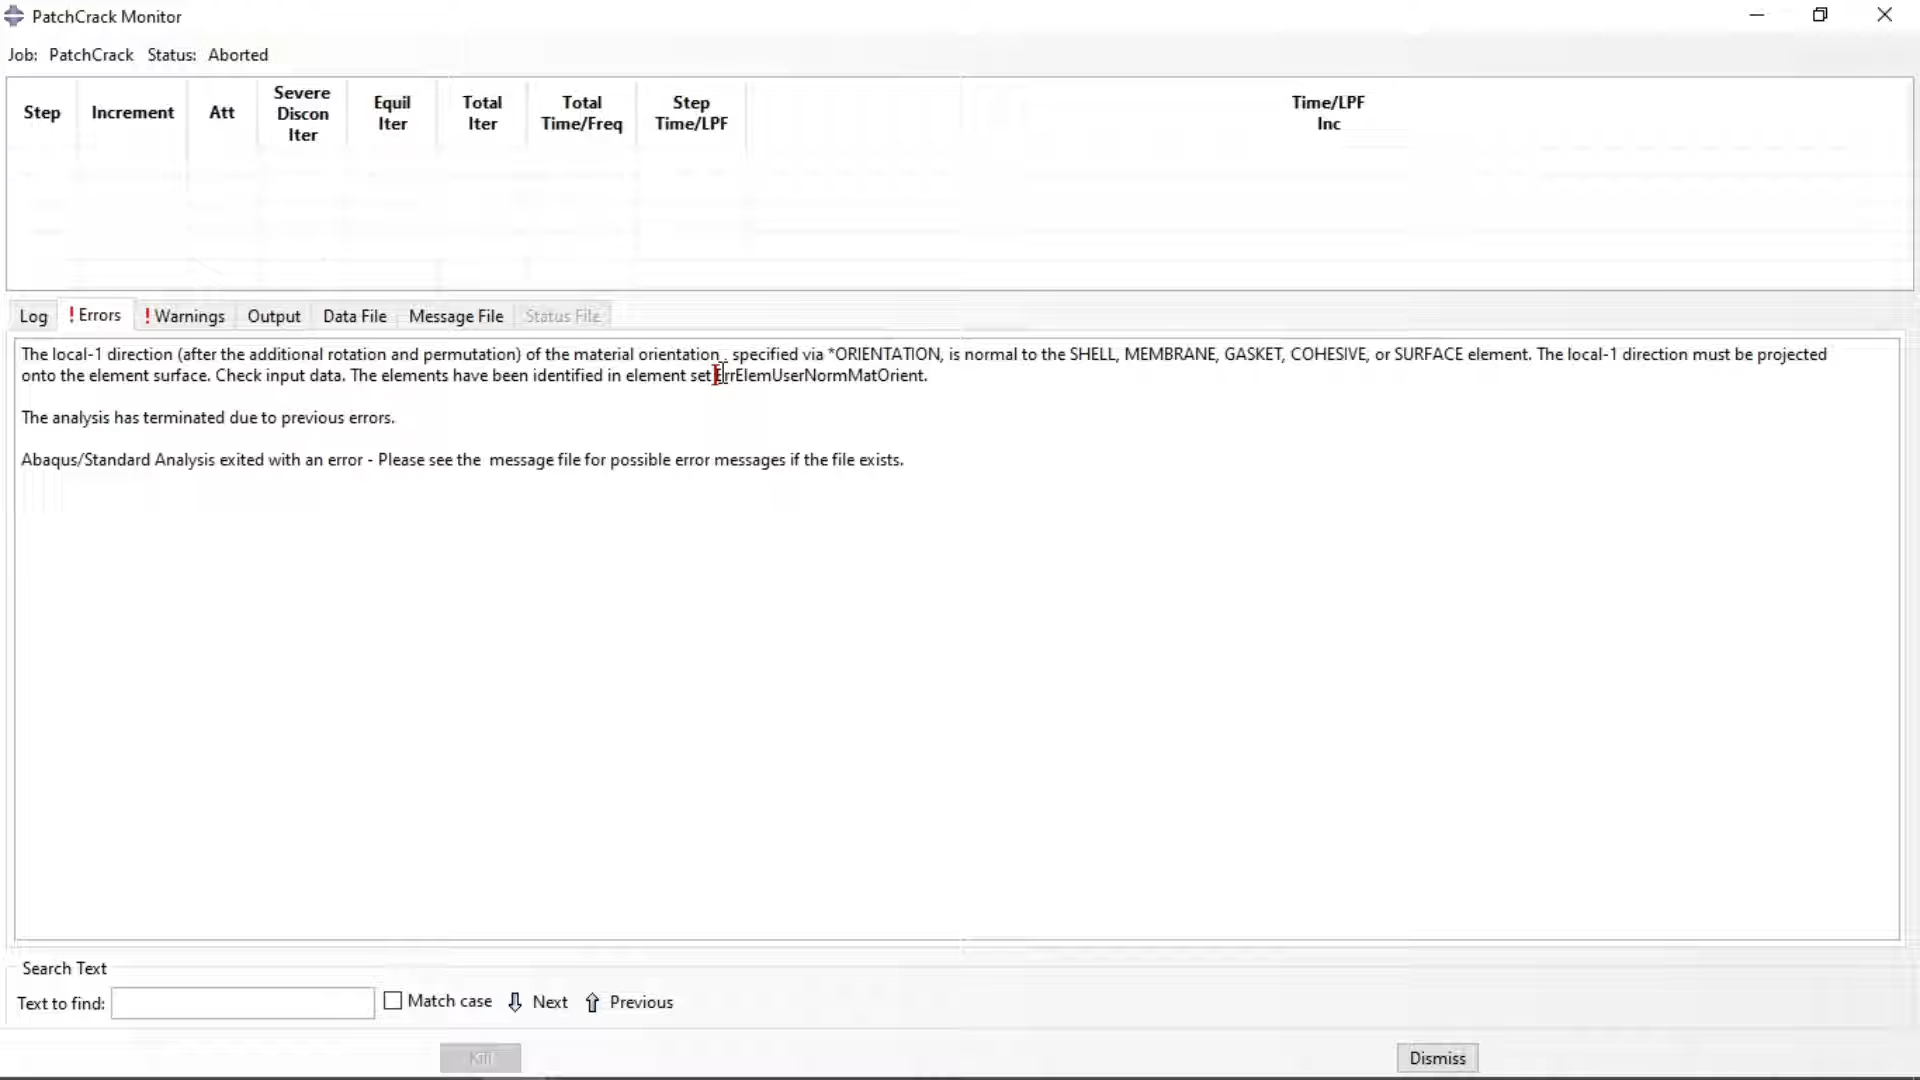 PatchCrack Monitor
Job: PatchCrack Status: Aborted
Step Increment Att Severe Discon Iter Equil Iter Total Iter Total Time/Freq Step Time/LPF Time/LPF Inc
Log ! Errors ! Warnings Output Data File Message File Status File
The local-1 direction (after the additional rotation and permutation) of the material orientation , specified via *ORIENTATION, is normal to the SHELL, MEMBRANE, GASKET, COHESIVE, or SURFACE element. The local-1 direction must be projected
onto the element surface. Check input data. The elements have been identified in element set ErrElemUserNormMatOrient.
The analysis has terminated due to previous errors.
Abaqus/Standard Analysis exited with an error - Please see the  message file for possible error messages if the file exists.
Search Text
Text to find: Match case Next Previous
Kill Dismiss